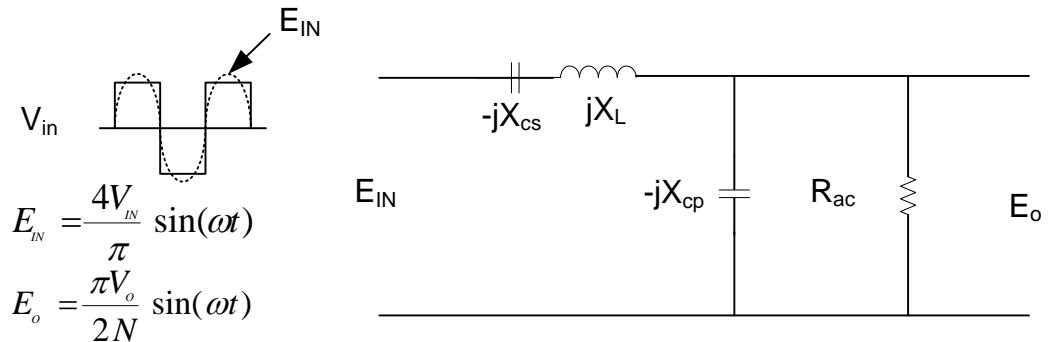 E_IN
V_in
-jX_cs
jX_L
E_IN
-jX_cp
R_ac
E_o
E_IN = 4V_IN / π sin(ωt)
E_o = πV_o / 2N sin(ωt)